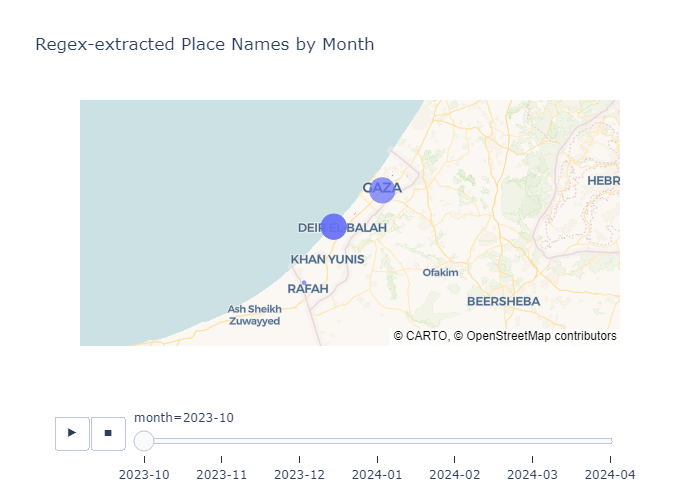 Regex-extracted Place Names by Month
GAZA
HEBR
DEIR EL BALAH
KHAN YUNIS
Ofakim
RAFAH
BEERSHEBA
Ash Sheikh
Zuwayyed
© CARTO, © OpenStreetMap contributors
month=2023-10
2023-10 2023-11 2023-12 2024-01 2024-02 2024-03 2024-04